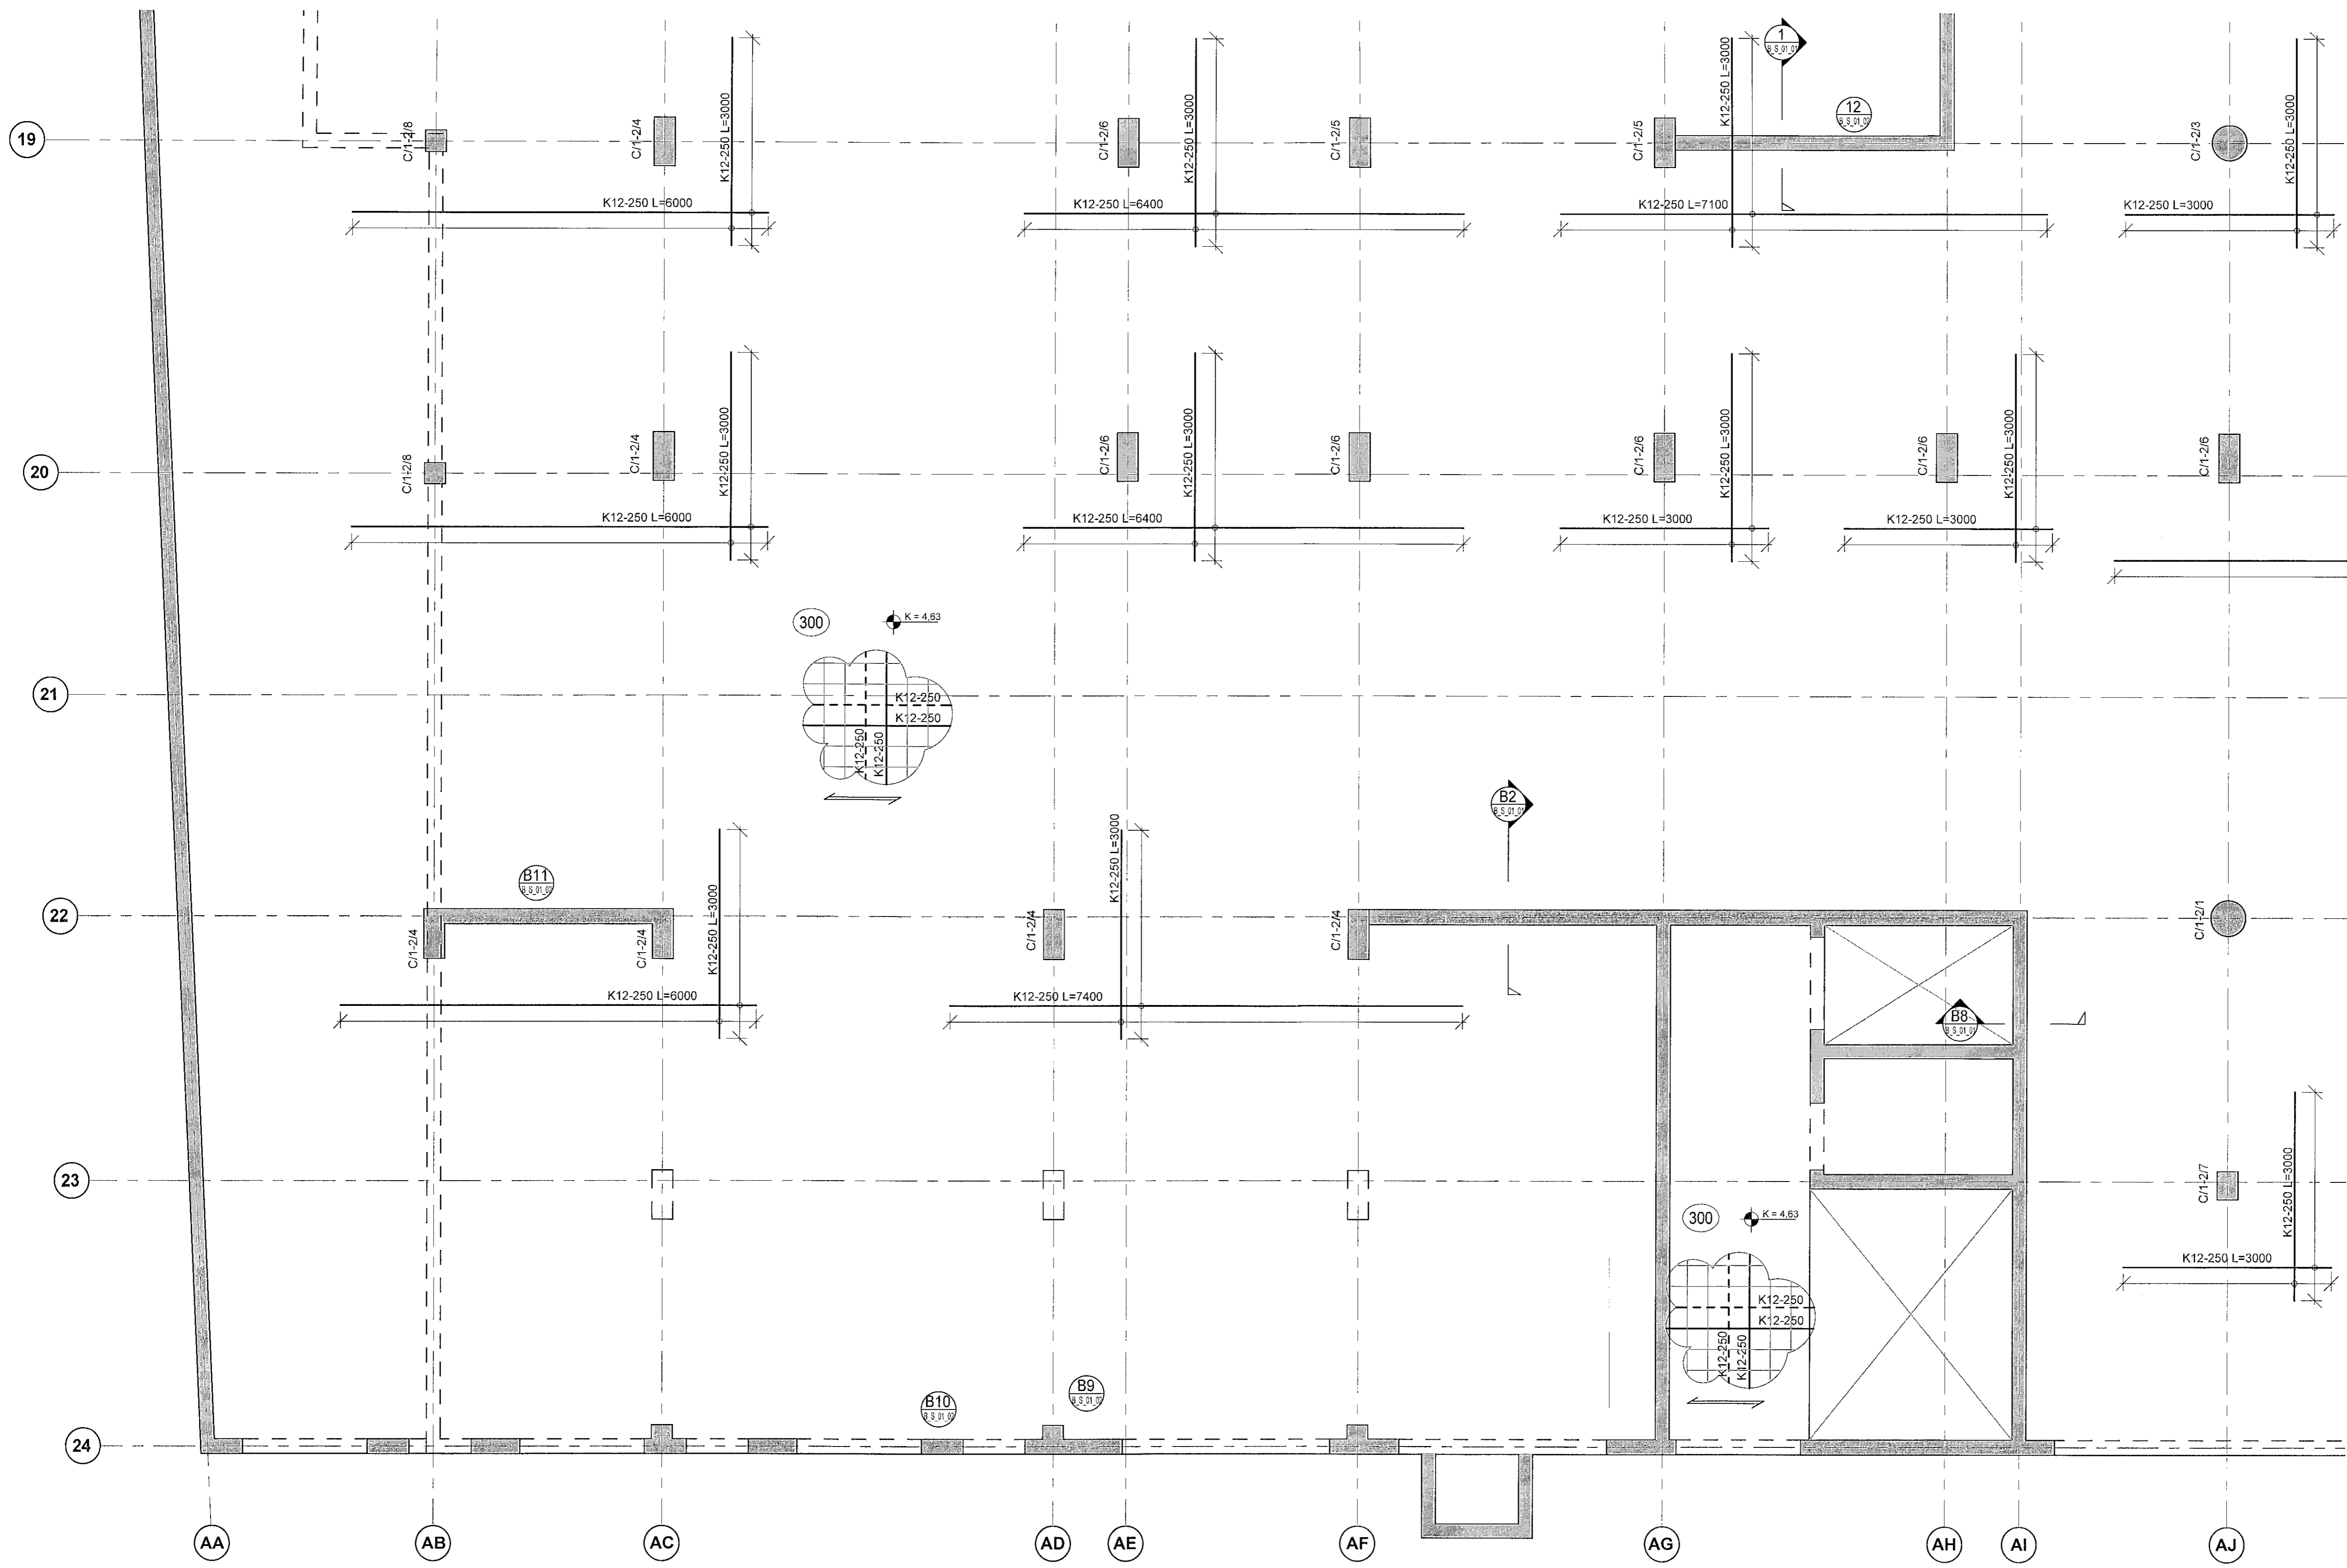 1
B_S_01_01
12
B_S_01_02
19
C/1-2/8
C/1-2/4
K12-250 L=3000
C/1-2/6
K12-250 L=3000
C/1-2/5
C/1-2/5
K12-250 L=3000
C/1-2/3
K12-250 L=3000
K12-250 L=6000
K12-250 L=6400
K12-250 L=7100
K12-250 L=3000
20
C/1-2/8
C/1-2/4
K12-250 L=3000
C/1-2/6
K12-250 L=3000
C/1-2/6
C/1-2/6
K12-250 L=3000
C/1-2/6
K12-250 L=3000
C/1-2/6
K12-250 L=6000
K12-250 L=6400
K12-250 L=3000
K12-250 L=3000
300
K = 4,63
21
K12-250
K12-250
K12-250
K12-250
B2
B_S_01_01
B11
B_S_01_02
22
C/1-2/4
C/1-2/4
K12-250 L=3000
C/1-2/4
K12-250 L=3000
C/1-2/4
C/1-2/1
K12-250 L=6000
K12-250 L=7400
B8
B_S_01_01
23
C/1-2/7
K12-250 L=3000
300
K = 4,63
K12-250 L=3000
K12-250
K12-250
K12-250
K12-250
B10
B_S_01_02
B9
B_S_01_02
24
AA
AB
AC
AD
AE
AF
AG
AH
AI
AJ